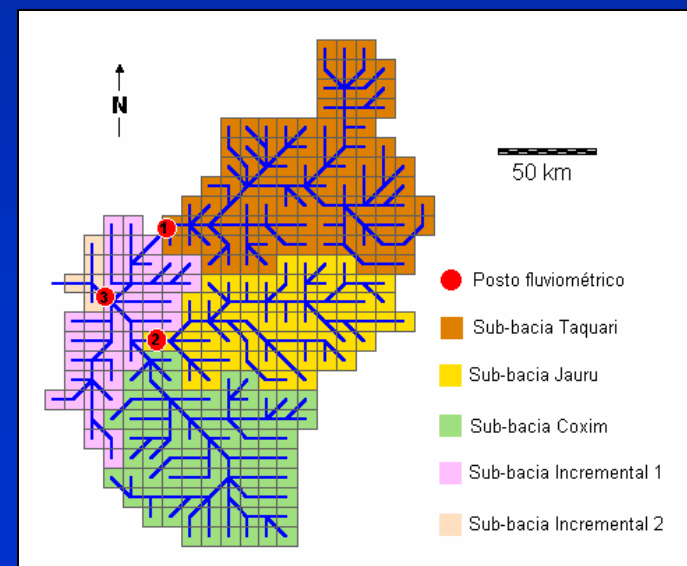 N
50 km
1
3
2
Posto fluviométrico
Sub-bacia Taquari
Sub-bacia Jauru
Sub-bacia Coxim
Sub-bacia Incremental 1
Sub-bacia Incremental 2